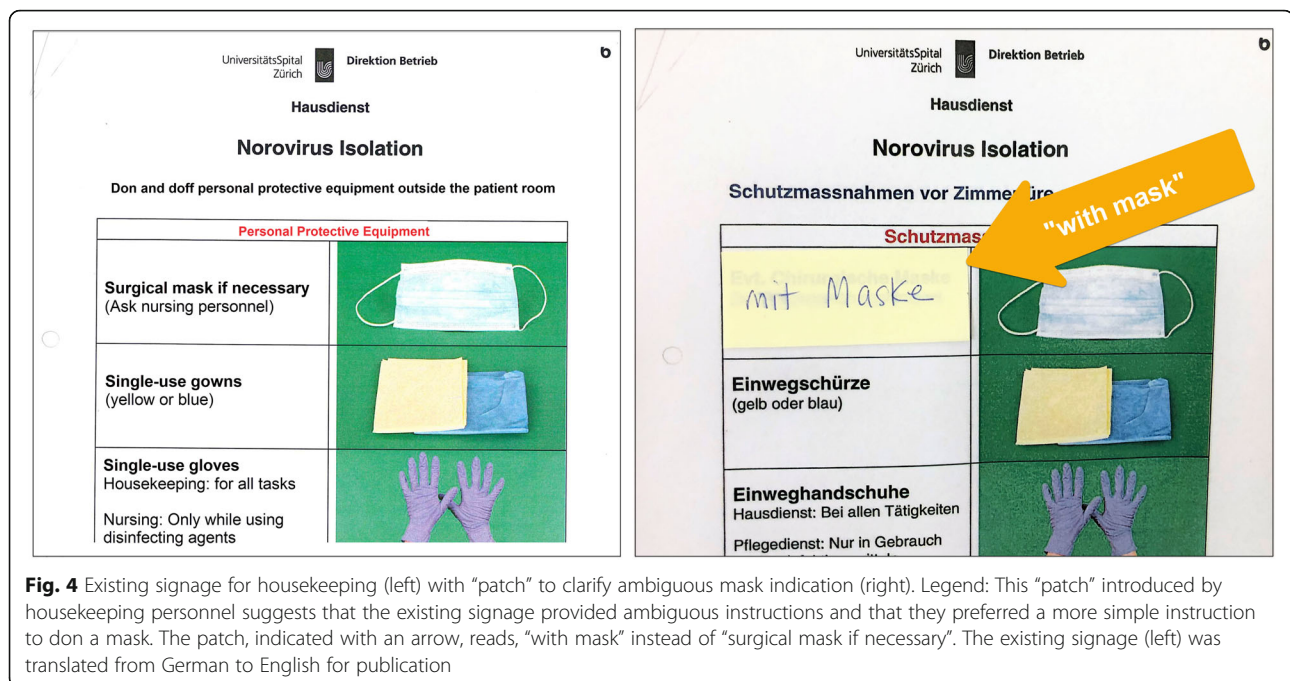 UniversitätsSpital
Zürich
Direktion Betrieb
b
Hausdienst
Norovirus Isolation
Don and doff personal protective equipment outside the patient room
Personal Protective Equipment
Surgical mask if necessary
(Ask nursing personnel)
Single-use gowns
(yellow or blue)
Single-use gloves
Housekeeping: for all tasks
Nursing: Only while using
disinfecting agents
UniversitätsSpital
Zürich
Direktion Betrieb
b
Hausdienst
Norovirus Isolation
Schutzmassnahmen vor Zimmertüre
"with mask"
Schutzmass
Evt. Chirurgische Maske
mit Maske
Einwegschürze
(gelb oder blau)
Einweghandschuhe
Hausdienst: Bei allen Tätigkeiten
Pflegedienst: Nur in Gebrauch
Fig. 4 Existing signage for housekeeping (left) with “patch” to clarify ambiguous mask indication (right). Legend: This “patch” introduced by
housekeeping personnel suggests that the existing signage provided ambiguous instructions and that they preferred a more simple instruction
to don a mask. The patch, indicated with an arrow, reads, “with mask” instead of “surgical mask if necessary”. The existing signage (left) was
translated from German to English for publication